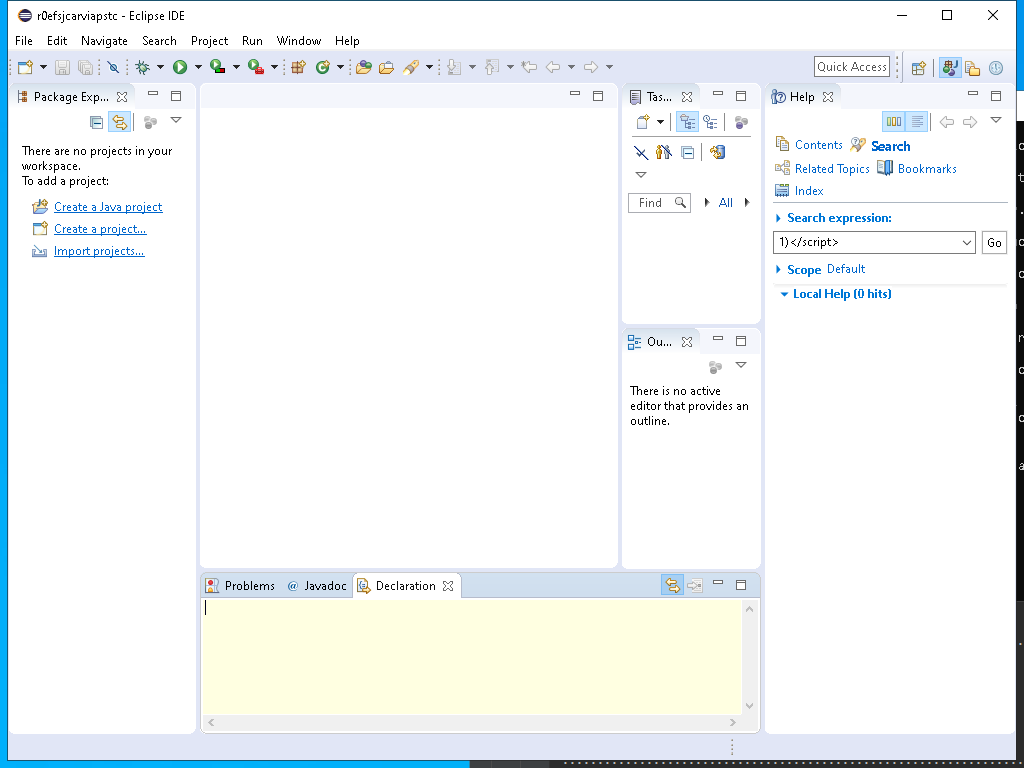 r0efsjcarviapstc - Eclipse IDE
File Edit Navigate Search Project Run Window Help
Quick Access
Package Exp...
There are no projects in your
workspace.
To add a project:
Create a Java project
Create a project...
Import projects...
Tas...
Find
All
Ou...
There is no active
editor that provides an
outline.
Help
Contents Search
Related Topics Bookmarks
Index
Search expression:
1)</script> Go
Scope Default
Local Help (0 hits)
Problems @ Javadoc Declaration